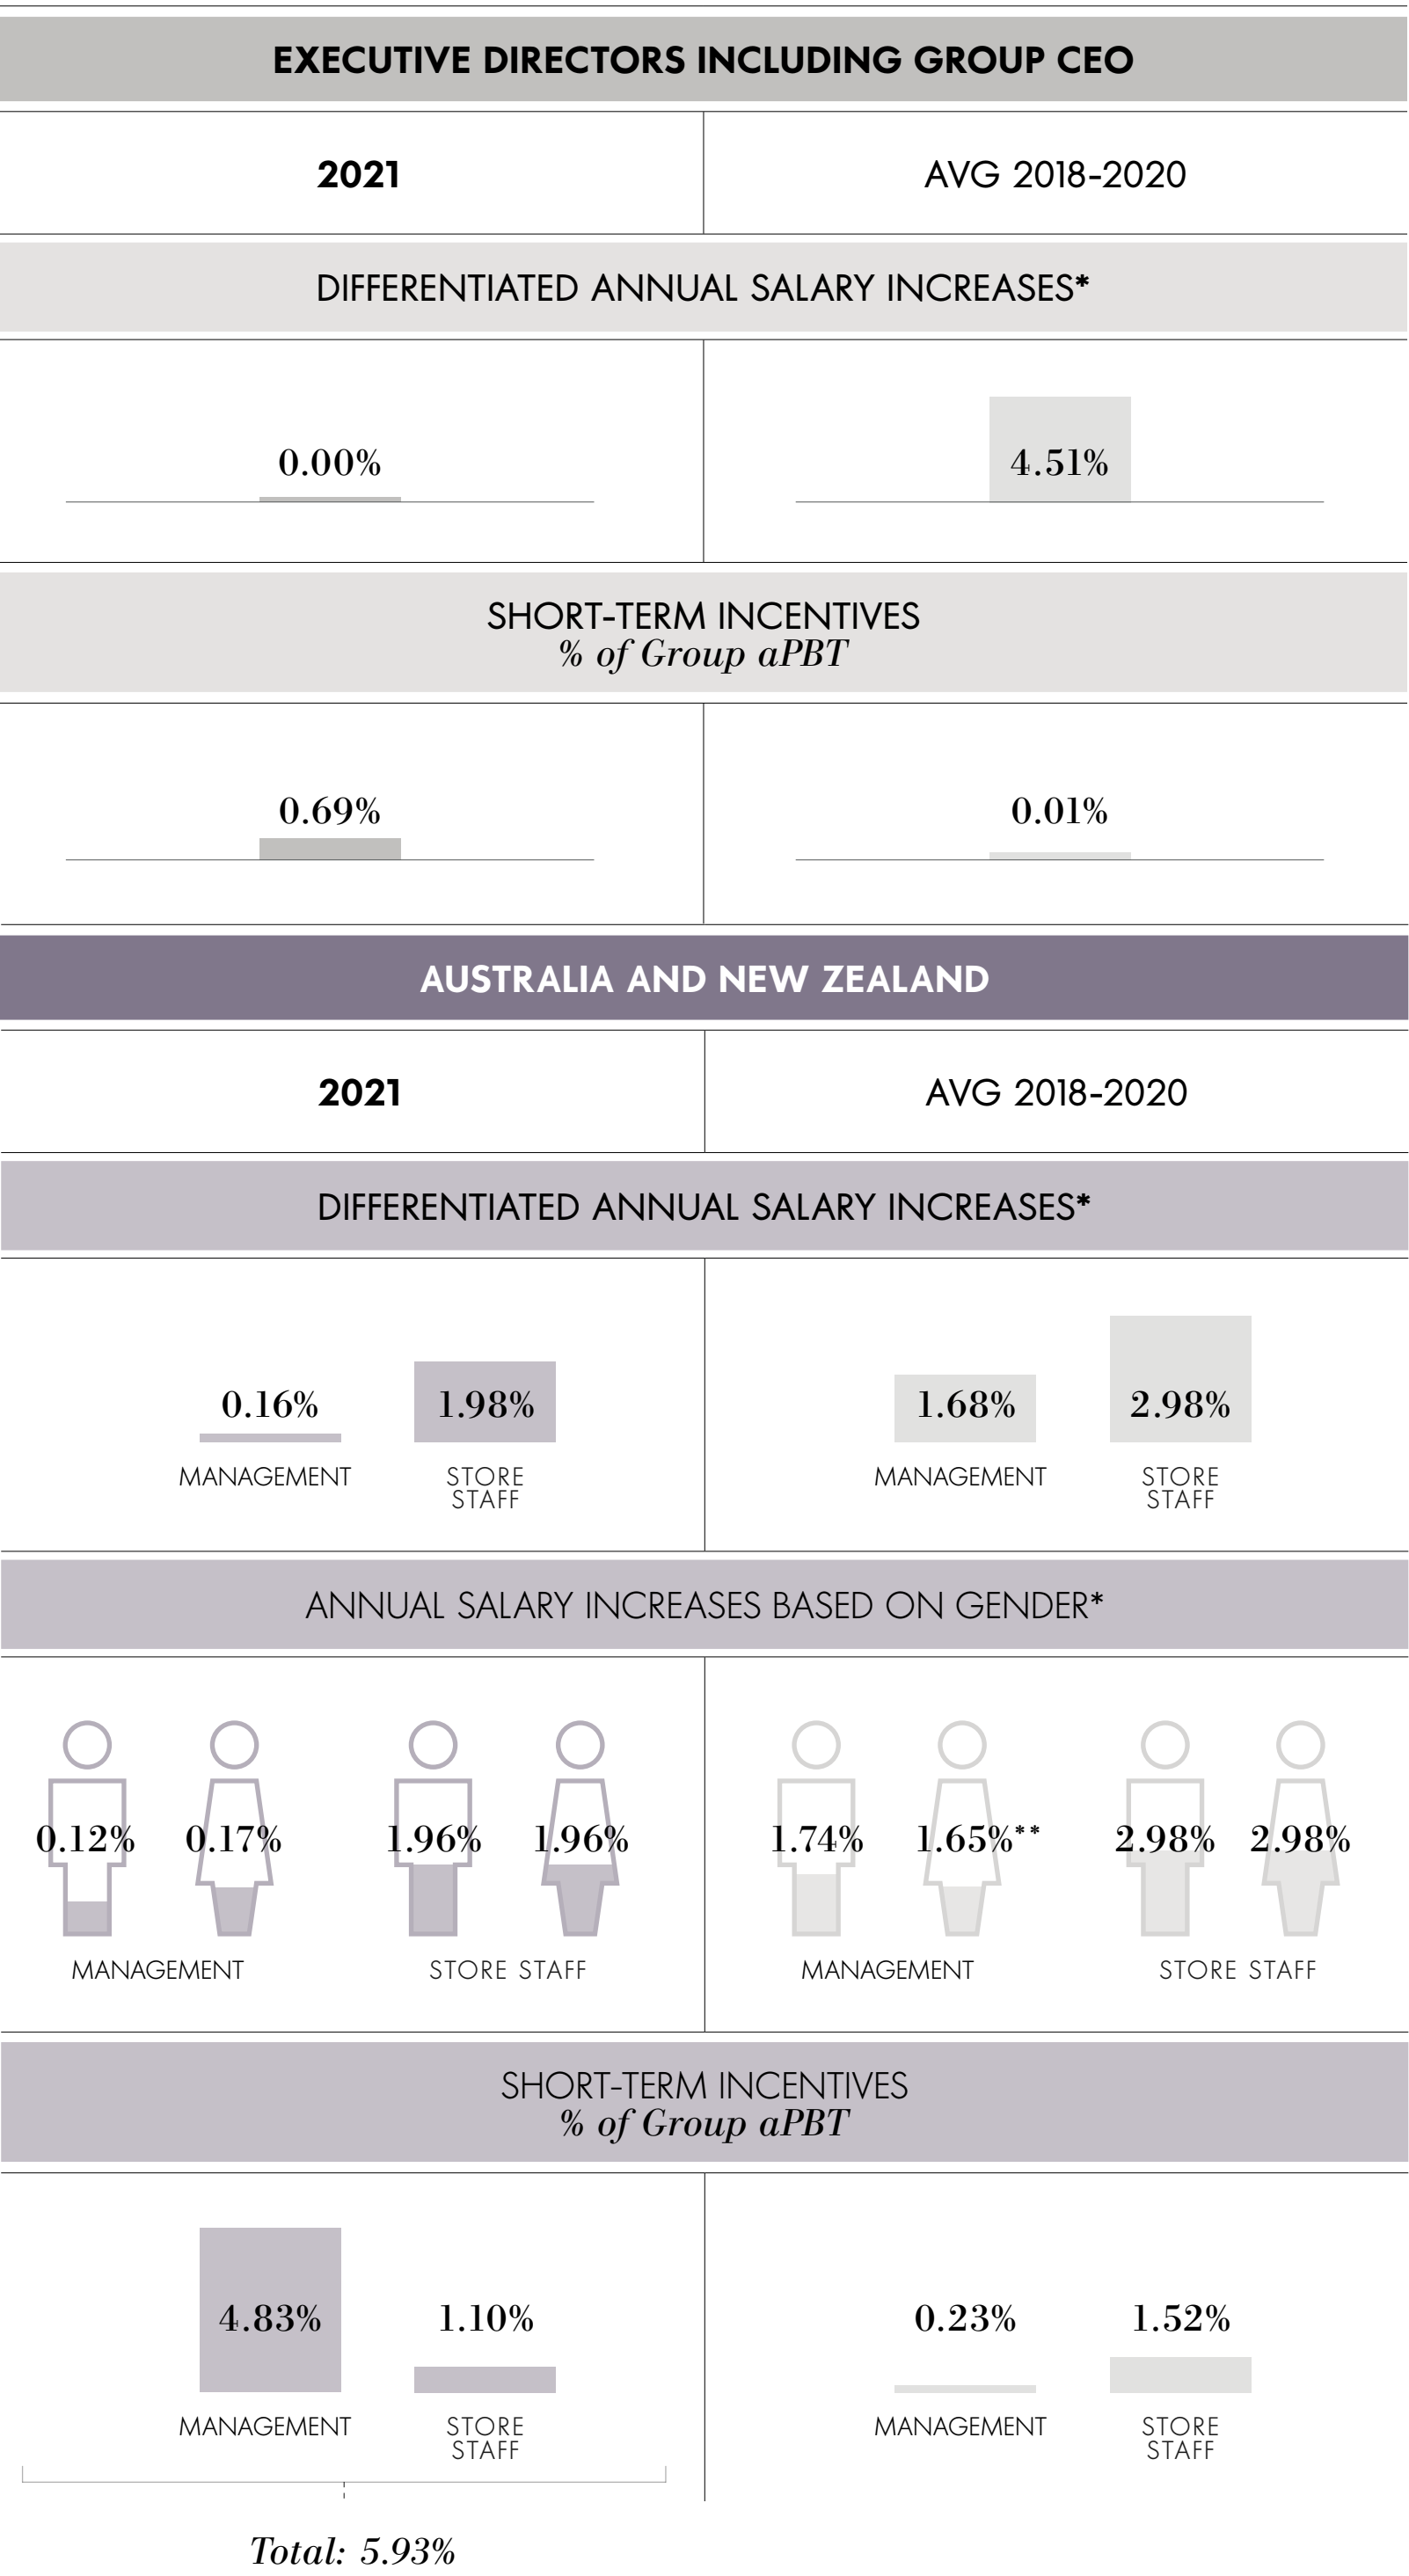 EXECUTIVE DIRECTORS INCLUDING GROUP CEO
2021
AVG 2018-2020
DIFFERENTIATED ANNUAL SALARY INCREASES*
0.00%
4.51%
SHORT-TERM INCENTIVES
% of Group aPBT
0.69%
0.01%
AUSTRALIA AND NEW ZEALAND
2021
AVG 2018-2020
DIFFERENTIATED ANNUAL SALARY INCREASES*
0.16%
1.98%
MANAGEMENT
STORE
STAFF
1.68%
2.98%
MANAGEMENT
STORE
STAFF
ANNUAL SALARY INCREASES BASED ON GENDER*
0.12%
0.17%
1.96%
1.96%
MANAGEMENT
STORE STAFF
1.74%
1.65%**
2.98%
2.98%
MANAGEMENT
STORE STAFF
SHORT-TERM INCENTIVES
% of Group aPBT
4.83%
1.10%
MANAGEMENT
STORE
STAFF
Total: 5.93%
0.23%
1.52%
MANAGEMENT
STORE
STAFF